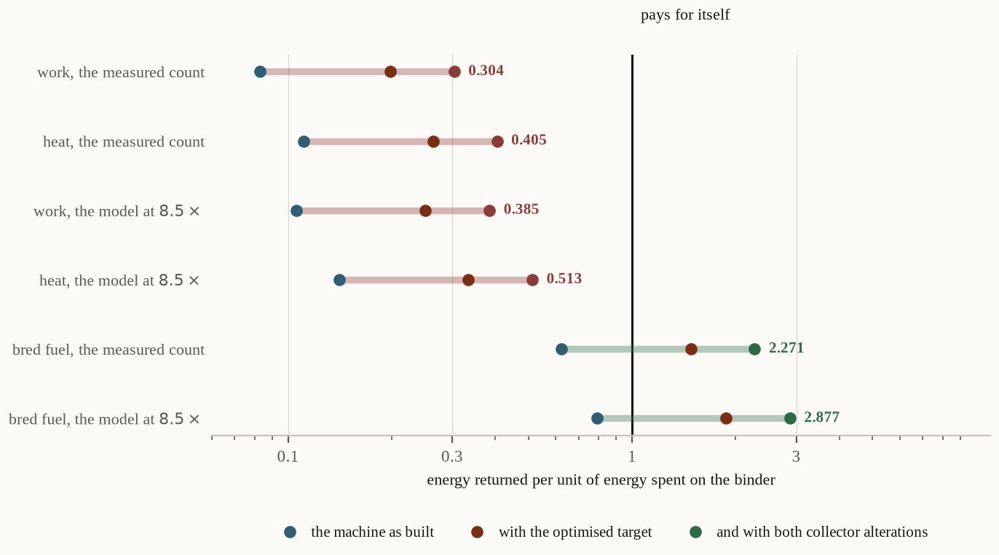 pays for itself
work, the measured count
0.304
heat, the measured count
0.405
work, the model at 8.5 ×
0.385
heat, the model at 8.5 ×
0.513
bred fuel, the measured count
2.271
bred fuel, the model at 8.5 ×
2.877
0.1 0.3 1 3
energy returned per unit of energy spent on the binder
the machine as built with the optimised target and with both collector alterations